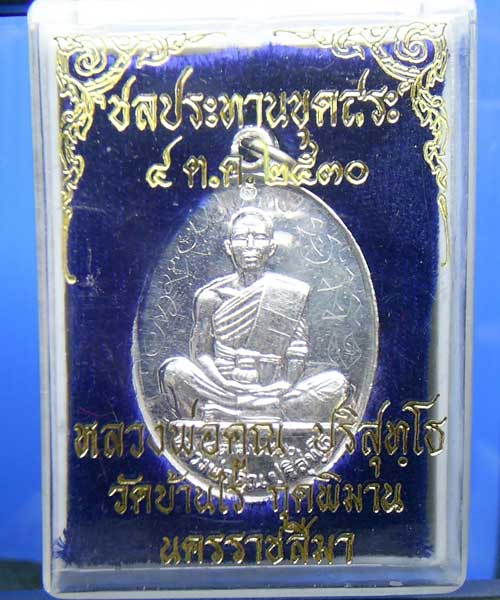 ชลประทานขุดสระ
๔ ต.ค. ๒๕๓๐
หลวงพ่อคูณ ปริสุทฺโธ
วัดบ้านไร่ กุดพิมาน
นครราชสีมา